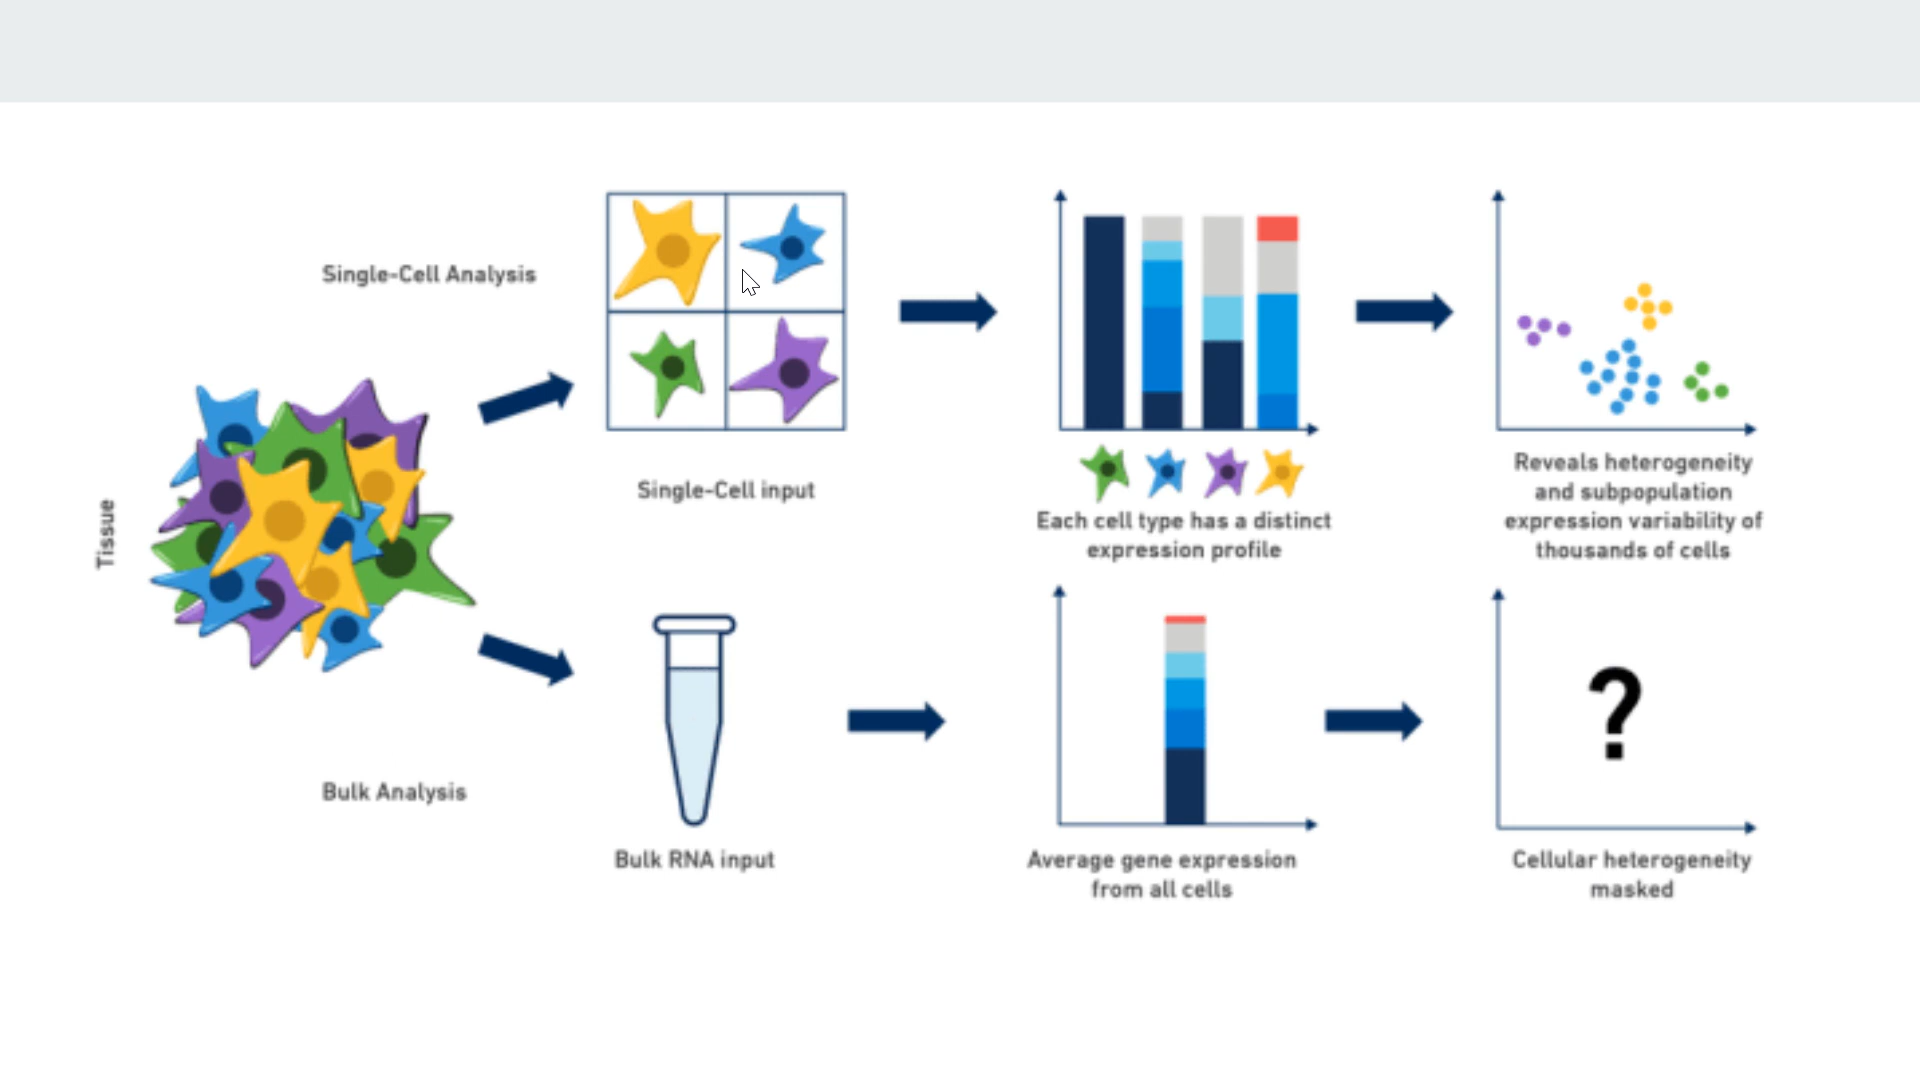 Single-Cell Analysis
Single-Cell input
Each cell type has a distinct
expression profile
Reveals heterogeneity
and subpopulation
expression variability of
thousands of cells
Tissue
?
Bulk Analysis
Bulk RNA input
Average gene expression
from all cells
Cellular heterogeneity
masked